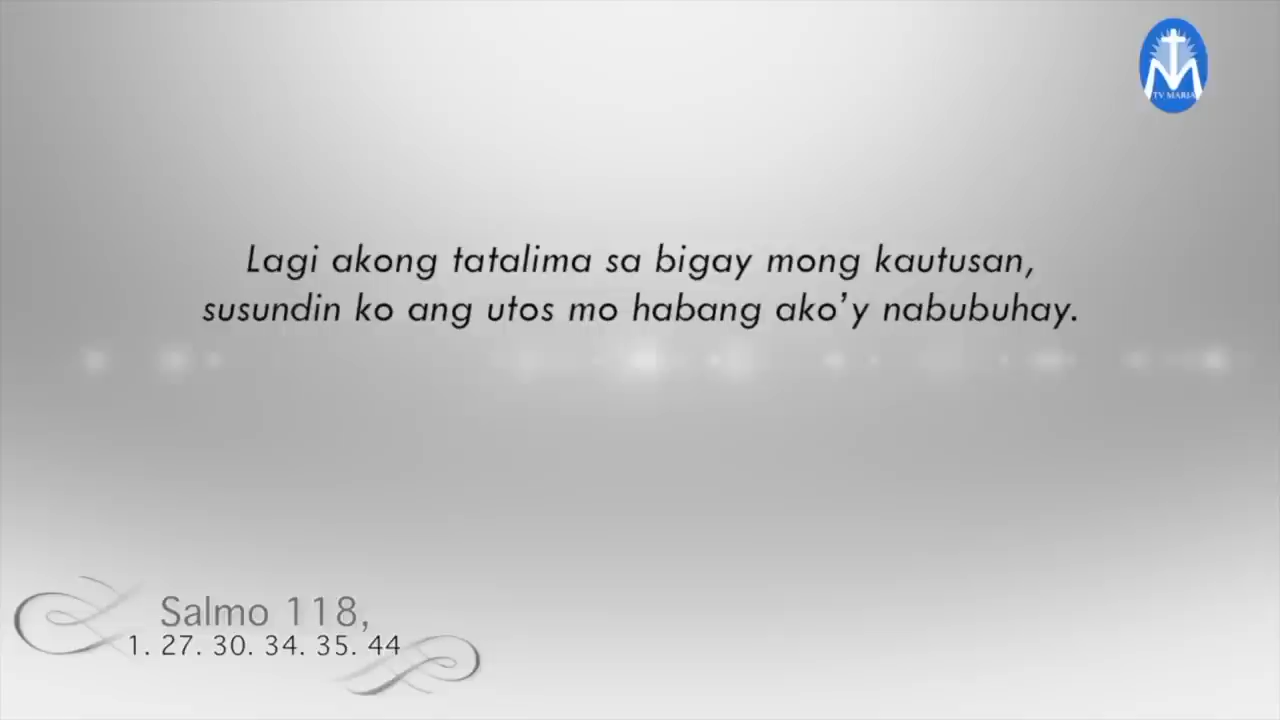 TV MARIA
Lagi akong tatalima sa bigay mong kautusan,
susundin ko ang utos mo habang ako’y nabubuhay.
Salmo 118,
1. 27. 30. 34. 35. 44